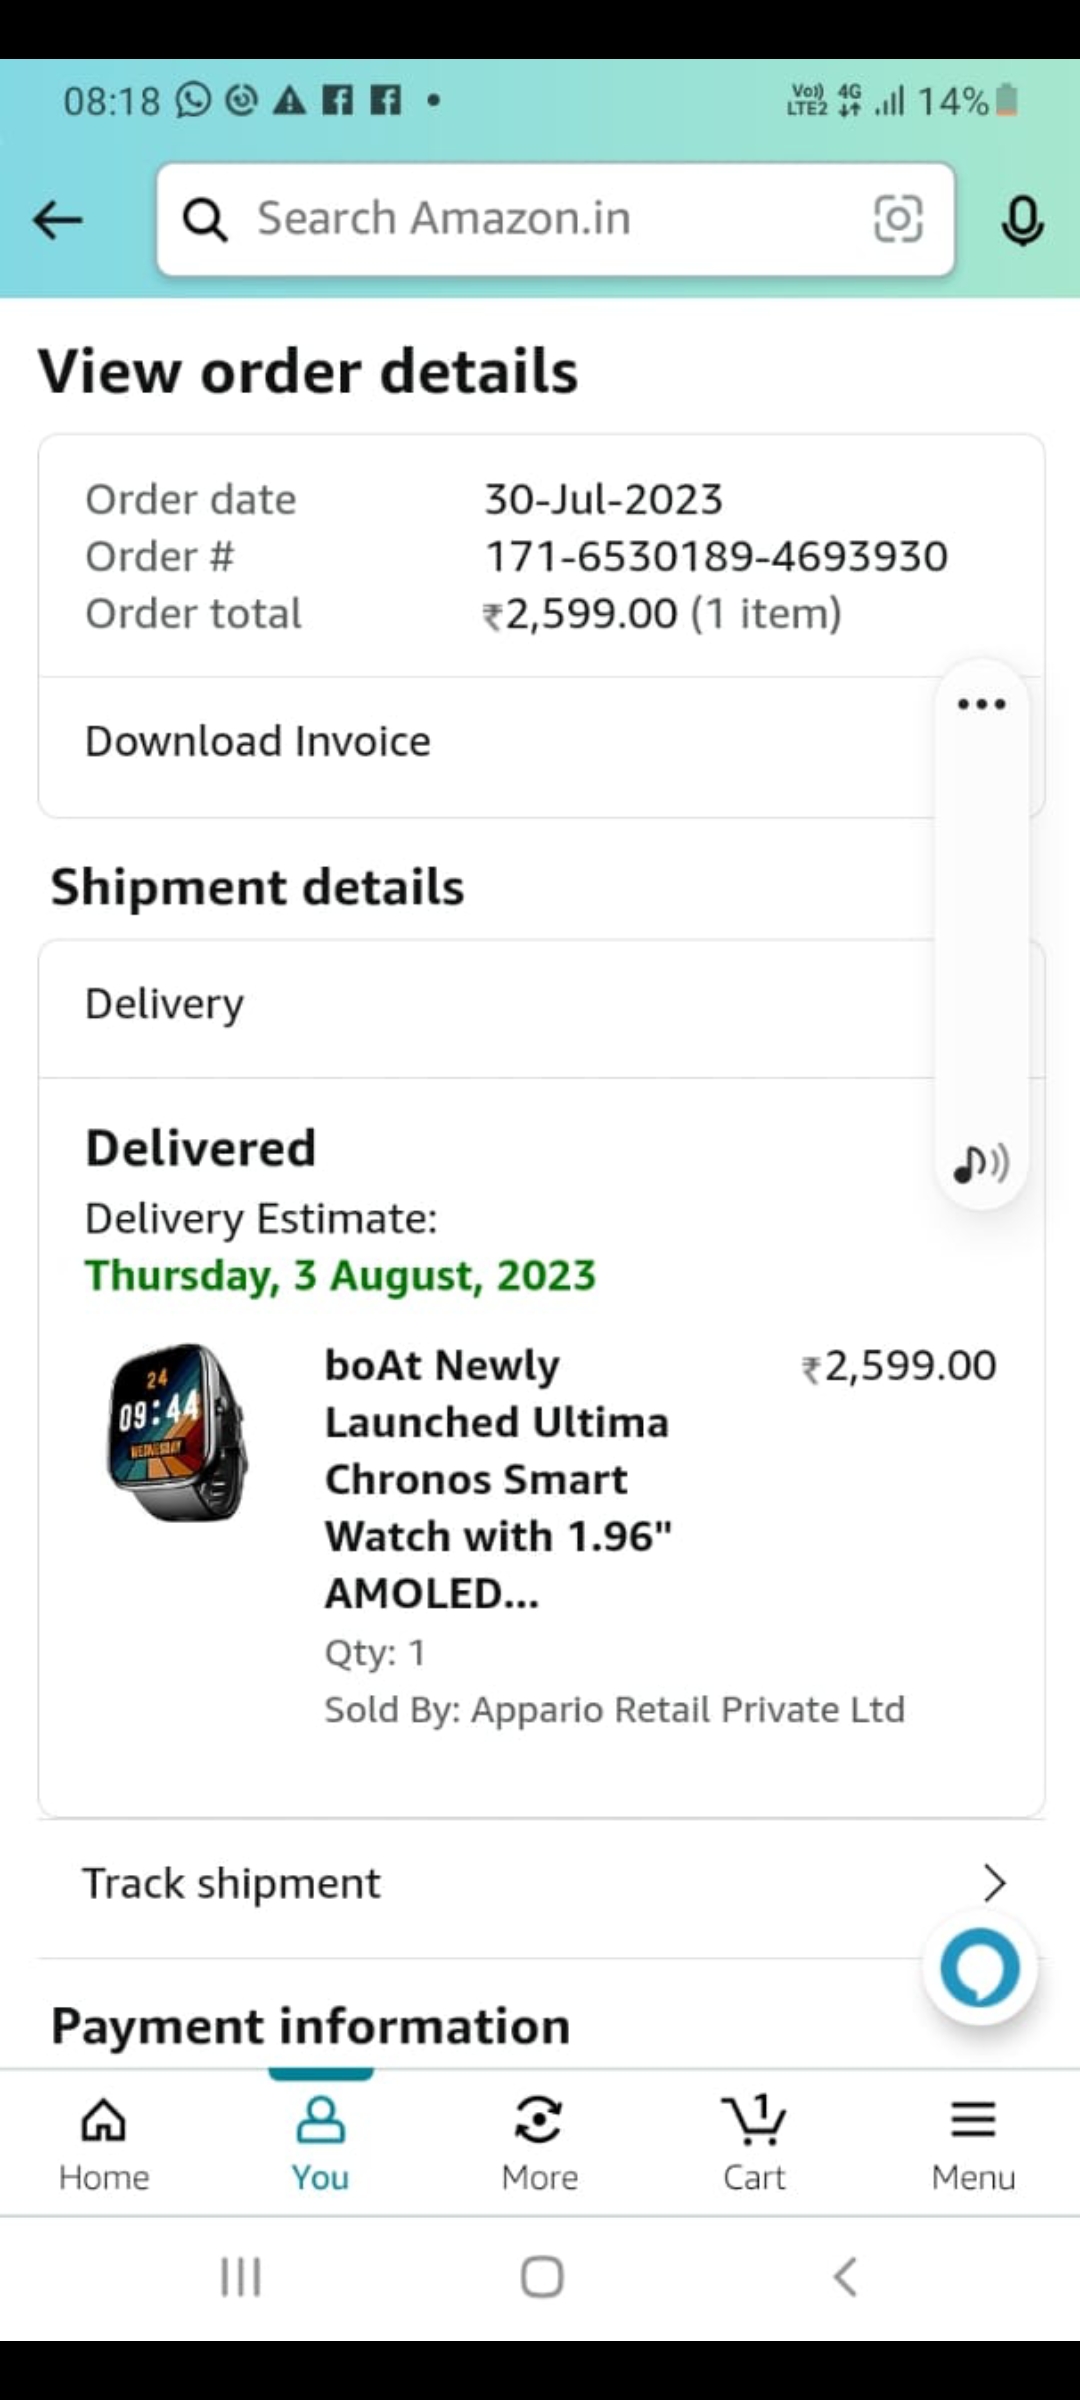 08:18
Vo)) 4G
LTE2
14%
Search Amazon.in
View order details
Order date 30-Jul-2023
Order # 171-6530189-4693930
Order total ₹2,599.00 (1 item)
Download Invoice
Shipment details
Delivery
Delivered
Delivery Estimate:
Thursday, 3 August, 2023
24
09:44
WEDNESDAY
boAt Newly ₹2,599.00
Launched Ultima
Chronos Smart
Watch with 1.96"
AMOLED...
Qty: 1
Sold By: Appario Retail Private Ltd
Track shipment
Payment information
1
Home You More Cart Menu